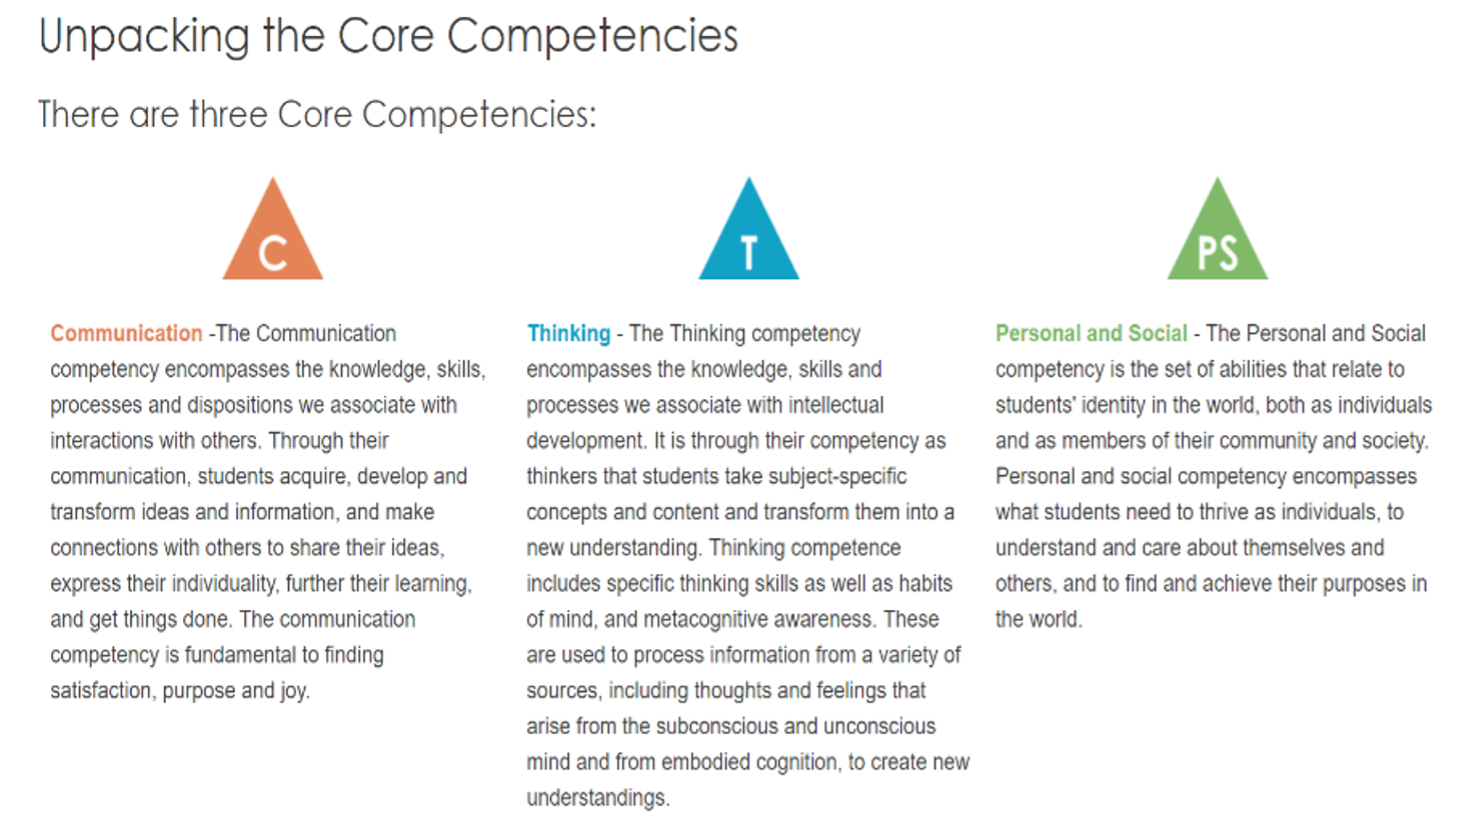 Unpacking the Core Competencies
There are three Core Competencies:
C
T
PS
Communication -The Communication
competency encompasses the knowledge, skills,
processes and dispositions we associate with
interactions with others. Through their
communication, students acquire, develop and
transform ideas and information, and make
connections with others to share their ideas,
express their individuality, further their learning,
and get things done. The communication
competency is fundamental to finding
satisfaction, purpose and joy.
Thinking - The Thinking competency
encompasses the knowledge, skills and
processes we associate with intellectual
development. It is through their competency as
thinkers that students take subject-specific
concepts and content and transform them into a
new understanding. Thinking competence
includes specific thinking skills as well as habits
of mind, and metacognitive awareness. These
are used to process information from a variety of
sources, including thoughts and feelings that
arise from the subconscious and unconscious
mind and from embodied cognition, to create new
understandings.
Personal and Social - The Personal and Social
competency is the set of abilities that relate to
students' identity in the world, both as individuals
and as members of their community and society.
Personal and social competency encompasses
what students need to thrive as individuals, to
understand and care about themselves and
others, and to find and achieve their purposes in
the world.